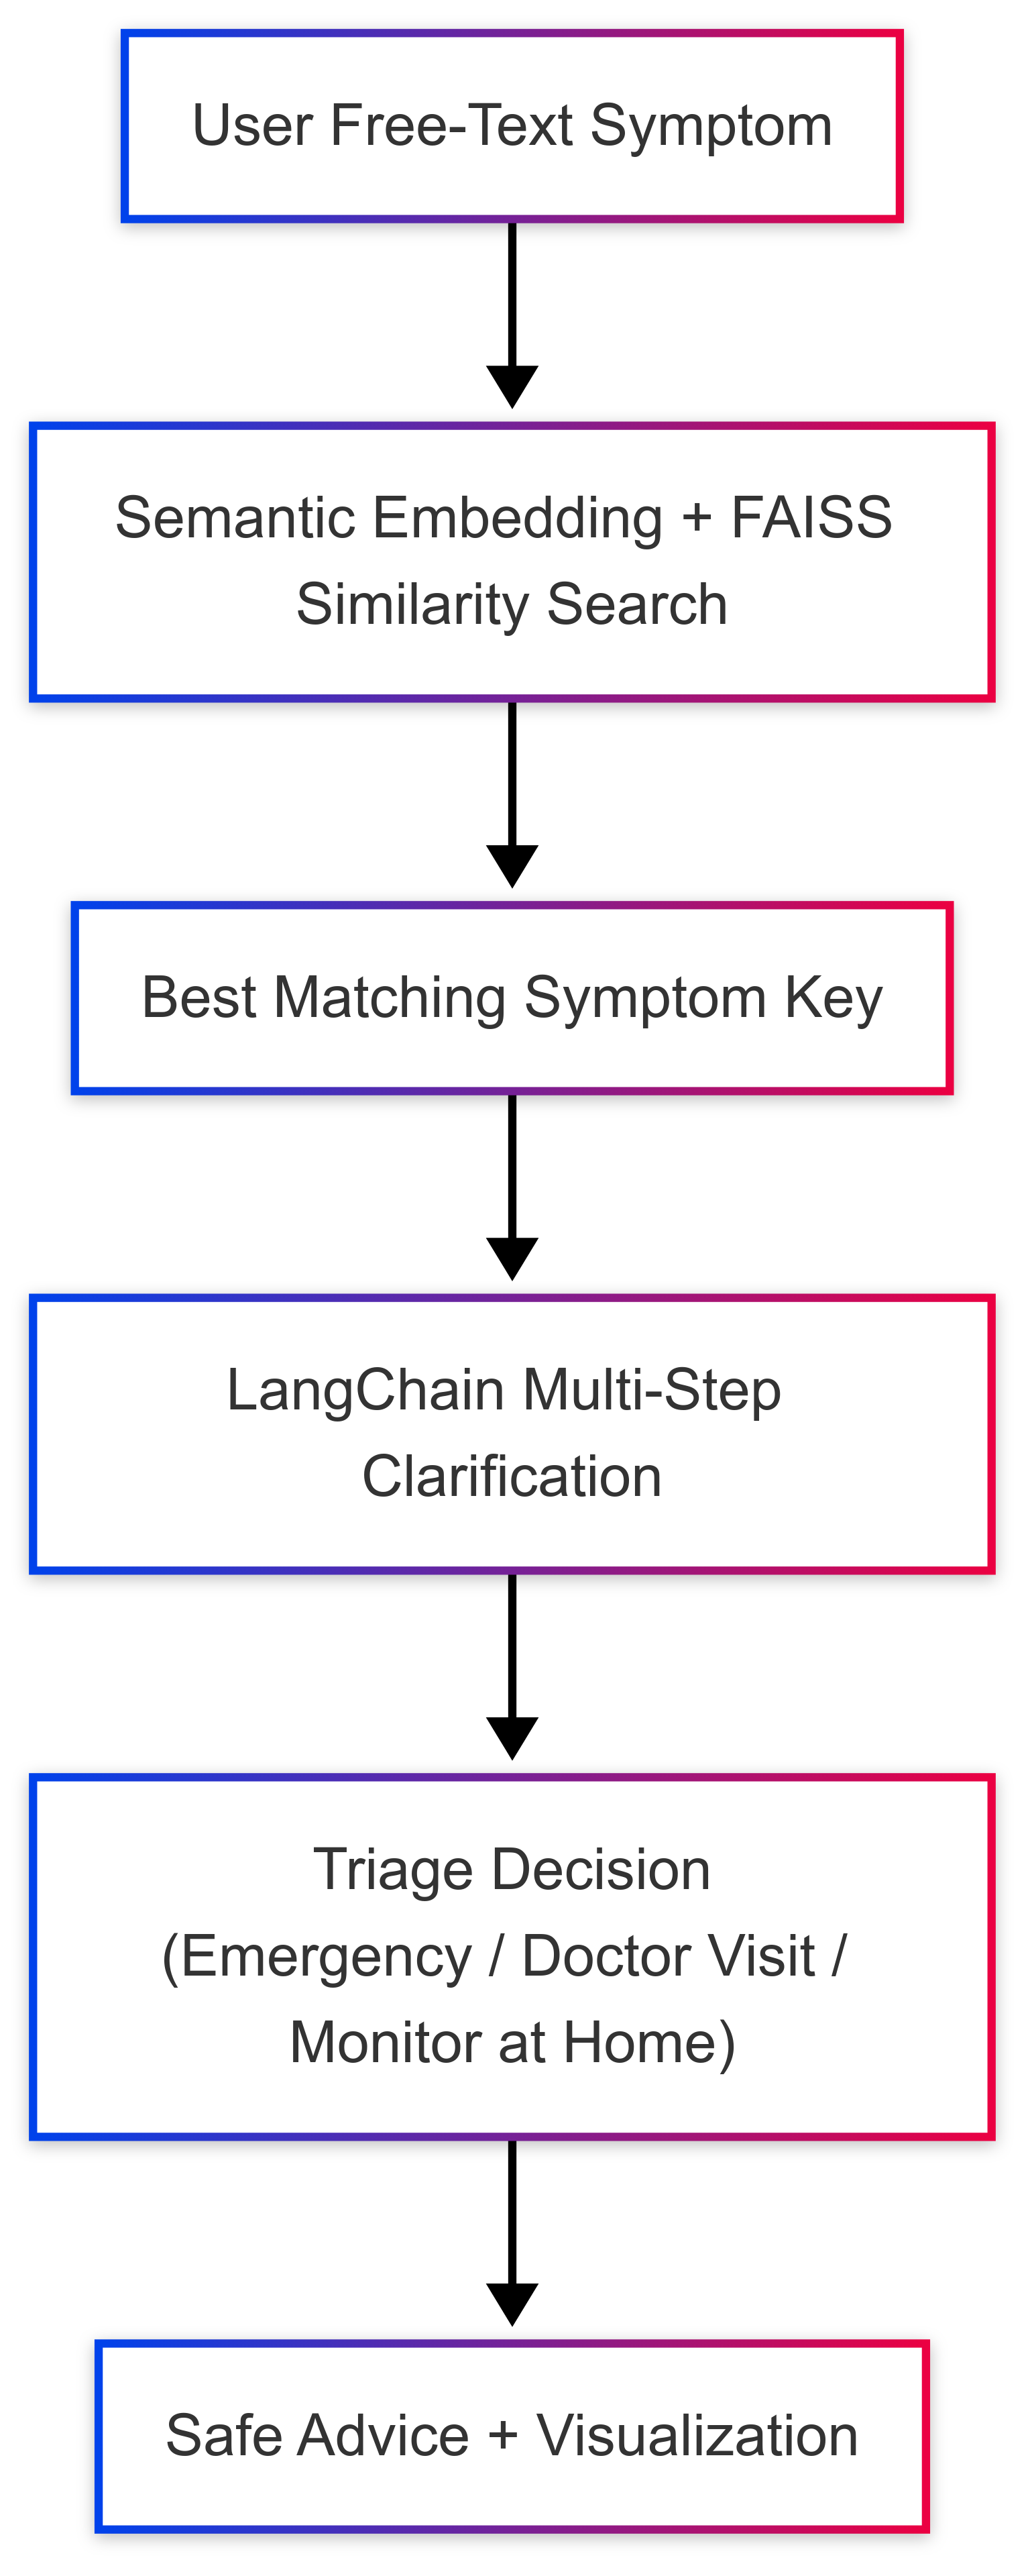 User Free-Text Symptom
Semantic Embedding + FAISS
Similarity Search
Best Matching Symptom Key
LangChain Multi-Step
Clarification
Triage Decision
(Emergency / Doctor Visit /
Monitor at Home)
Safe Advice + Visualization